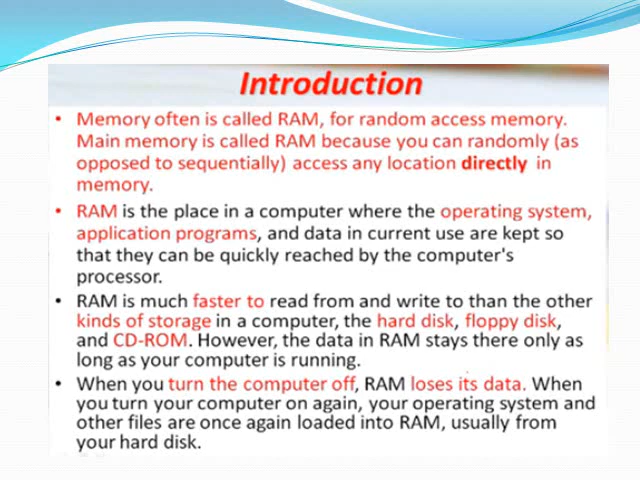 Introduction
• Memory often is called RAM, for random access memory.
Main memory is called RAM because you can randomly (as
opposed to sequentially) access any location directly in
memory.
• RAM is the place in a computer where the operating system,
application programs, and data in current use are kept so
that they can be quickly reached by the computer's
processor.
• RAM is much faster to read from and write to than the other
kinds of storage in a computer, the hard disk, floppy disk,
and CD-ROM. However, the data in RAM stays there only as
long as your computer is running.
• When you turn the computer off, RAM loses its data. When
you turn your computer on again, your operating system and
other files are once again loaded into RAM, usually from
your hard disk.